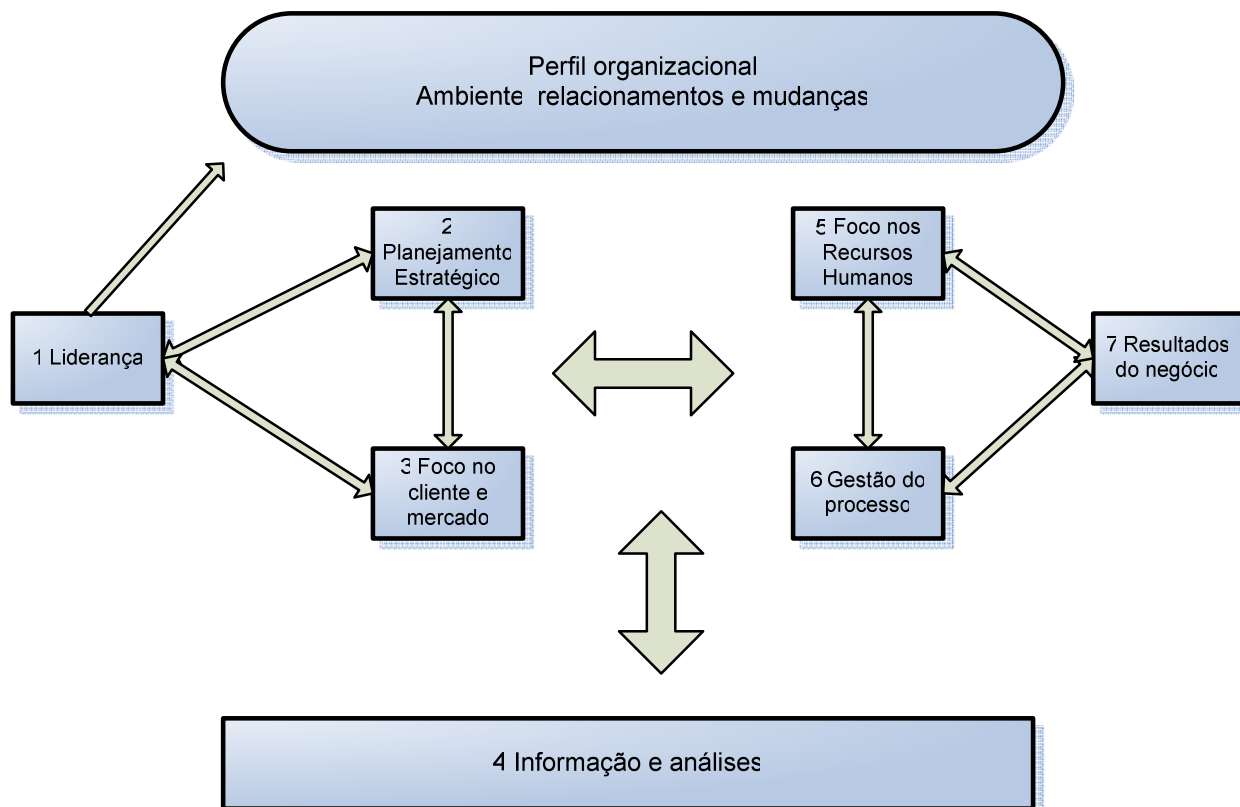 Perfil organizacional
Ambiente relacionamentos e mudanças
2
Planejamento
Estratégico
5 Foco nos
Recursos
Humanos
1 Liderança
7 Resultados
do negócio
3 Foco no
cliente e
mercado
6 Gestão do
processo
4 Informação e análises